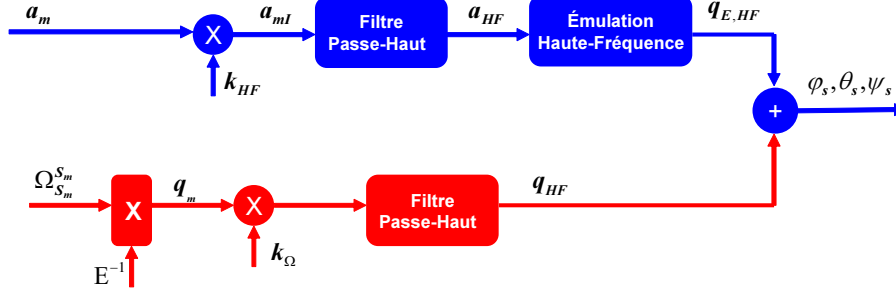 a_m
X
k_HF
a_mI
Filtre
Passe-Haut
a_HF
Émulation
Haute-Fréquence
q_E,HF
+
φ_s, θ_s, ψ_s
Ω^{S_m}_{S_m}
X
E^{-1}
q_m
X
k_Ω
Filtre
Passe-Haut
q_HF